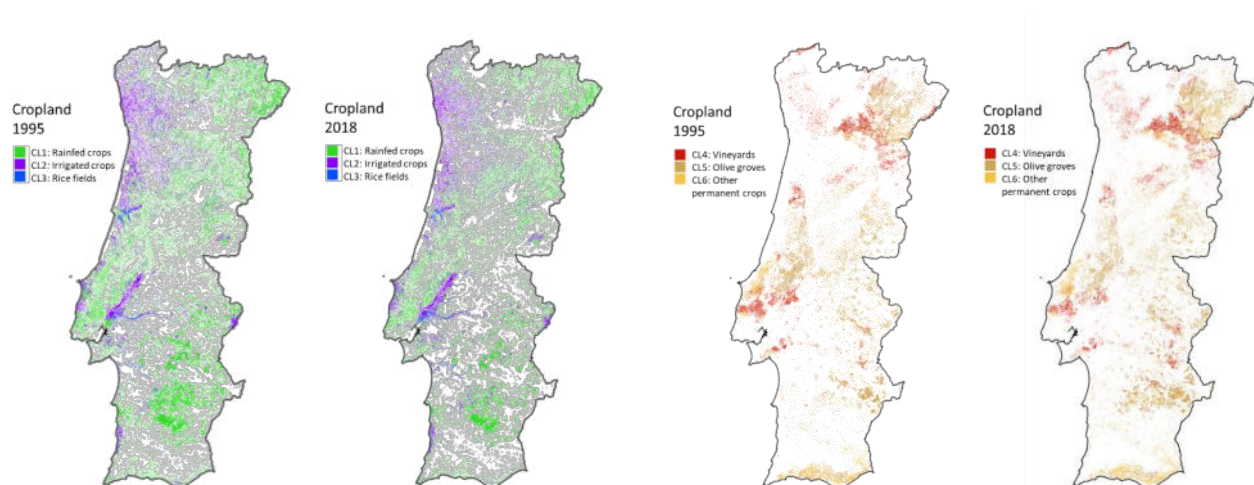 Cropland
1995
CL1: Rainfed crops
CL2: Irrigated crops
CL3: Rice fields
Cropland
2018
CL1: Rainfed crops
CL2: Irrigated crops
CL3: Rice fields
Cropland
1995
CL4: Vineyards
CL5: Olive groves
CL6: Other
permanent crops
Cropland
2018
CL4: Vineyards
CL5: Olive groves
CL6: Other
permanent crops